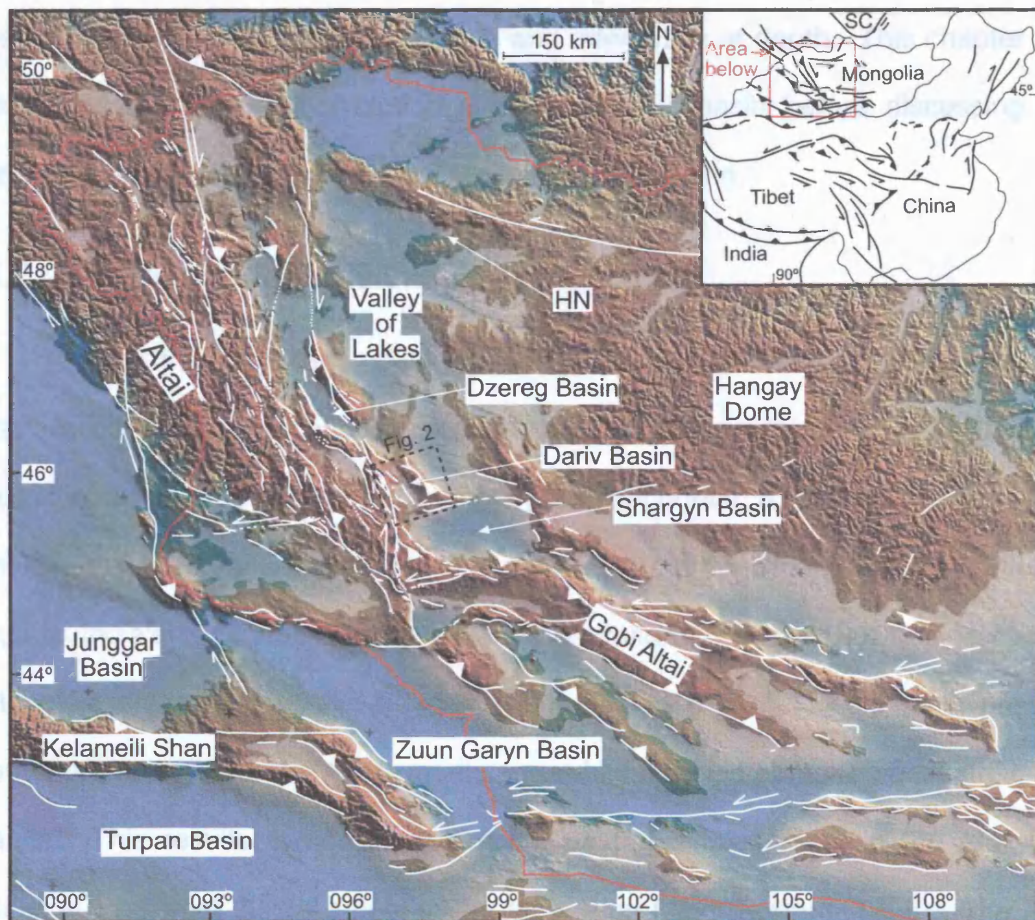 50º
150 km
N
SC
Area
below
Mongolia
45º
Tibet
China
India
90º
48º
Valley
of
Lakes
HN
Altai
Dzereg Basin
Hangay
Dome
Fig. 2
46º
Dariv Basin
Shargyn Basin
Junggar
Basin
Gobi Altai
44º
Kelameili Shan
Zuun Garyn Basin
Turpan Basin
090º
093º
096º
99º
102º
105º
108º